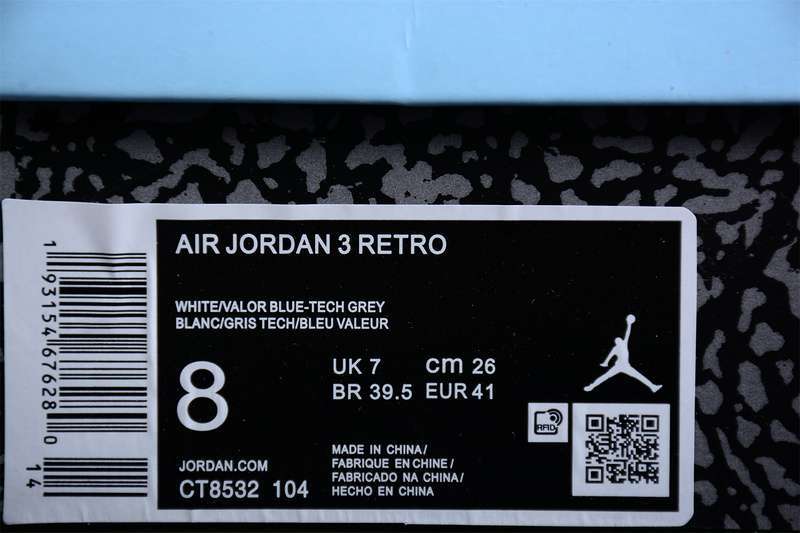 AIR JORDAN 3 RETRO
WHITE/VALOR BLUE-TECH GREY
BLANC/GRIS TECH/BLEU VALEUR
8
UK 7 cm 26
BR 39.5 EUR 41
JORDAN.COM
CT8532 104
MADE IN CHINA/
FABRIQUE EN CHINE/
FABRICADO NA CHINA/
HECHO EN CHINA
RFID
1 93154 67628 0
14